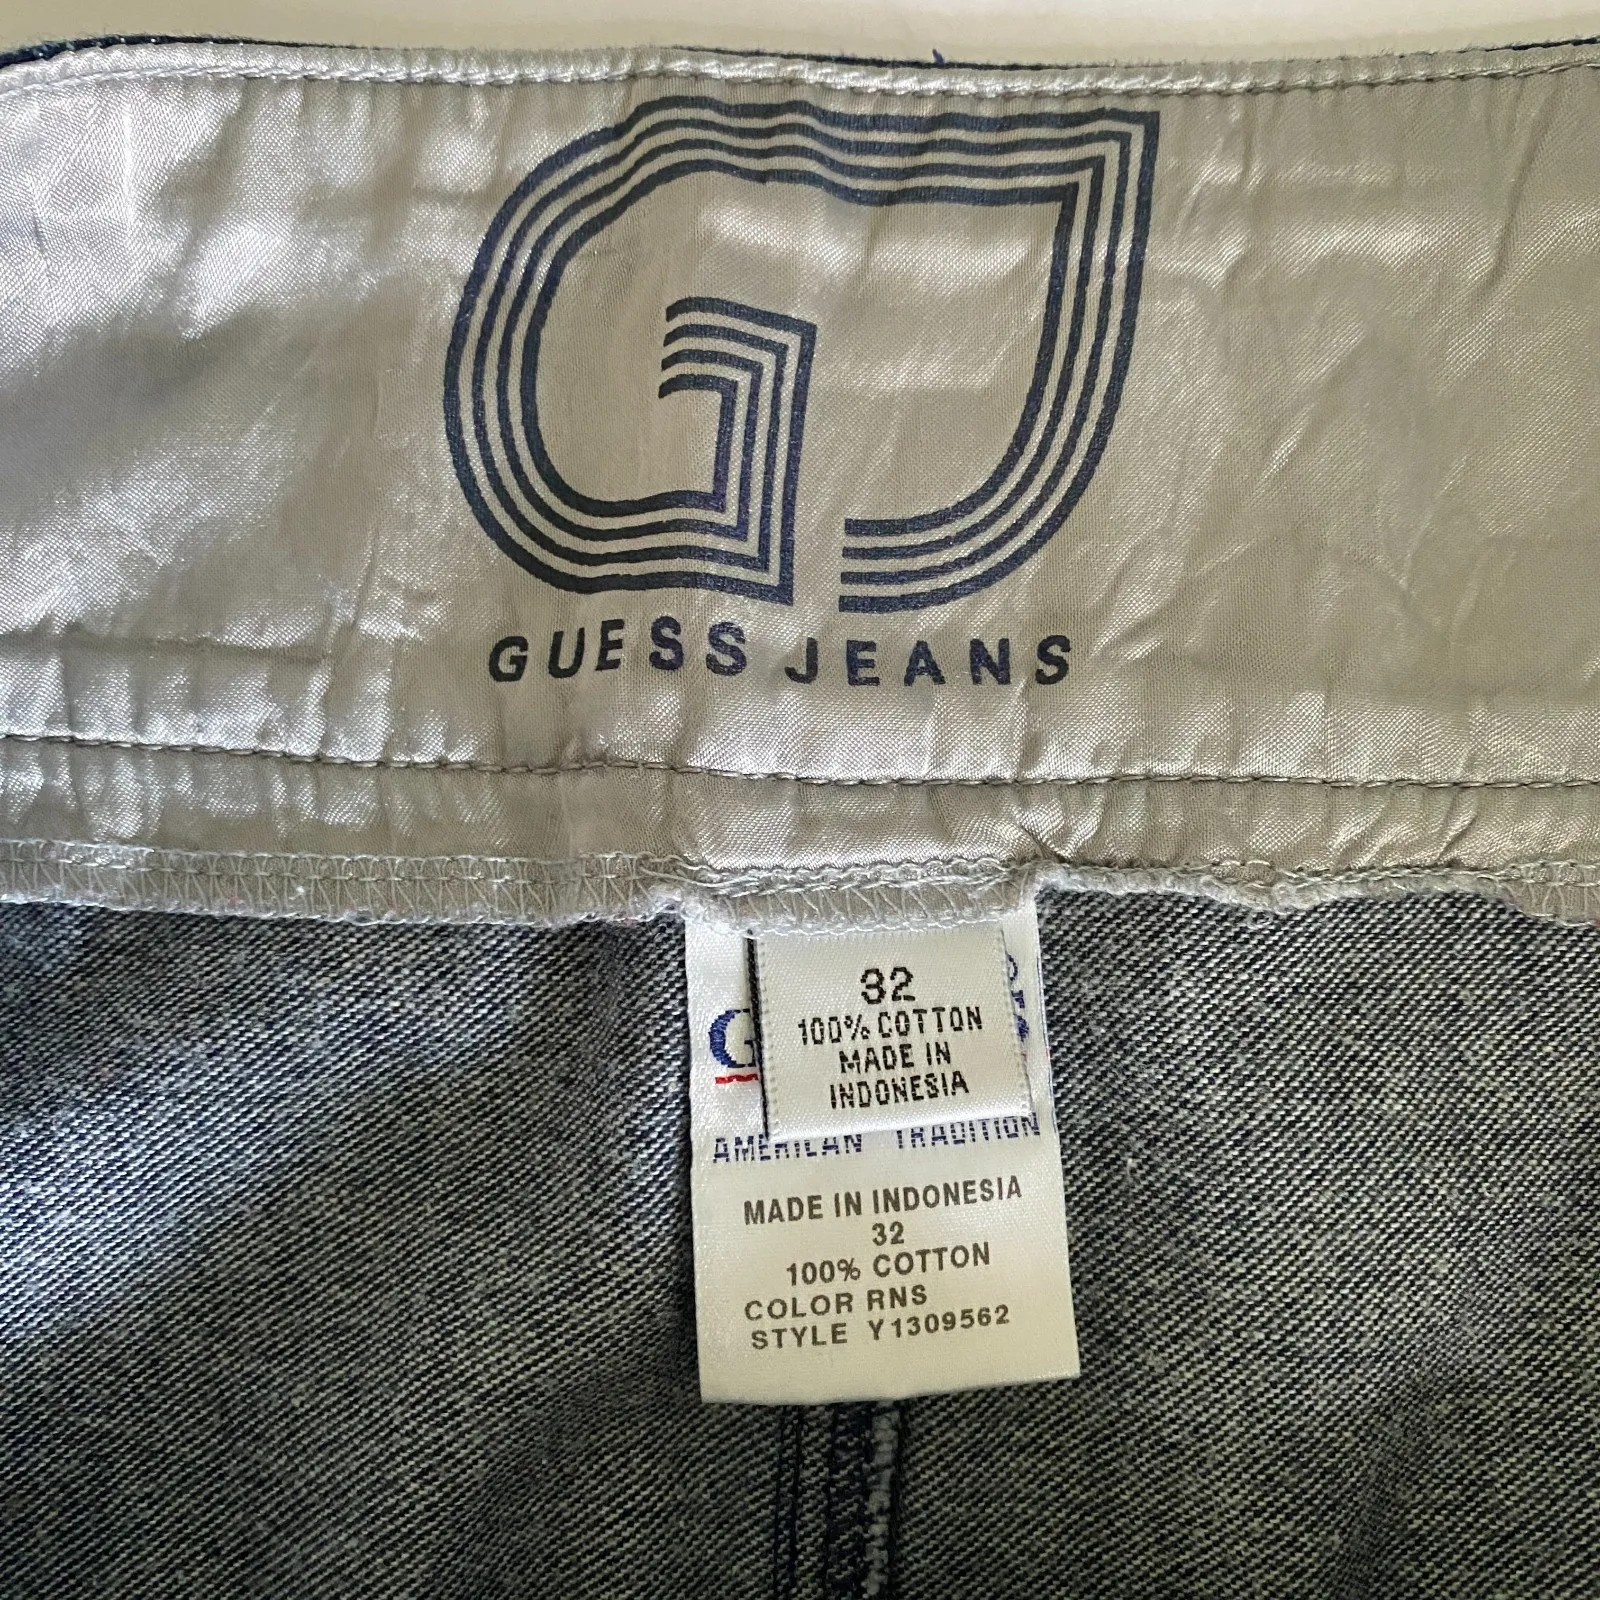 GJ
GUESS JEANS
32
100% COTTON
MADE IN
INDONESIA
G
AMERICAN TRADITION
MADE IN INDONESIA
32
100% COTTON
COLOR RNS
STYLE Y1309562